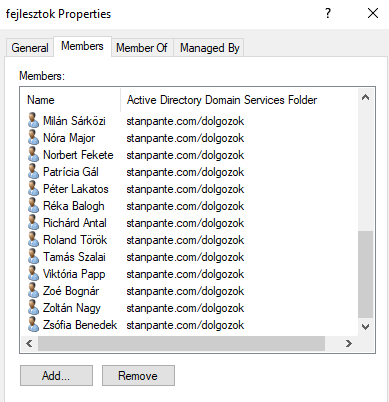 fejlesztok Properties ? ×
General Members Member Of Managed By
Members:
Name Active Directory Domain Services Folder
Milán Sárközi stanpante.com/dolgozok
Nóra Major stanpante.com/dolgozok
Norbert Fekete stanpante.com/dolgozok
Patrícia Gál stanpante.com/dolgozok
Péter Lakatos stanpante.com/dolgozok
Réka Balogh stanpante.com/dolgozok
Richárd Antal stanpante.com/dolgozok
Roland Török stanpante.com/dolgozok
Tamás Szalai stanpante.com/dolgozok
Viktória Papp stanpante.com/dolgozok
Zoé Bognár stanpante.com/dolgozok
Zoltán Nagy stanpante.com/dolgozok
Zsófia Benedek stanpante.com/dolgozok
Add... Remove